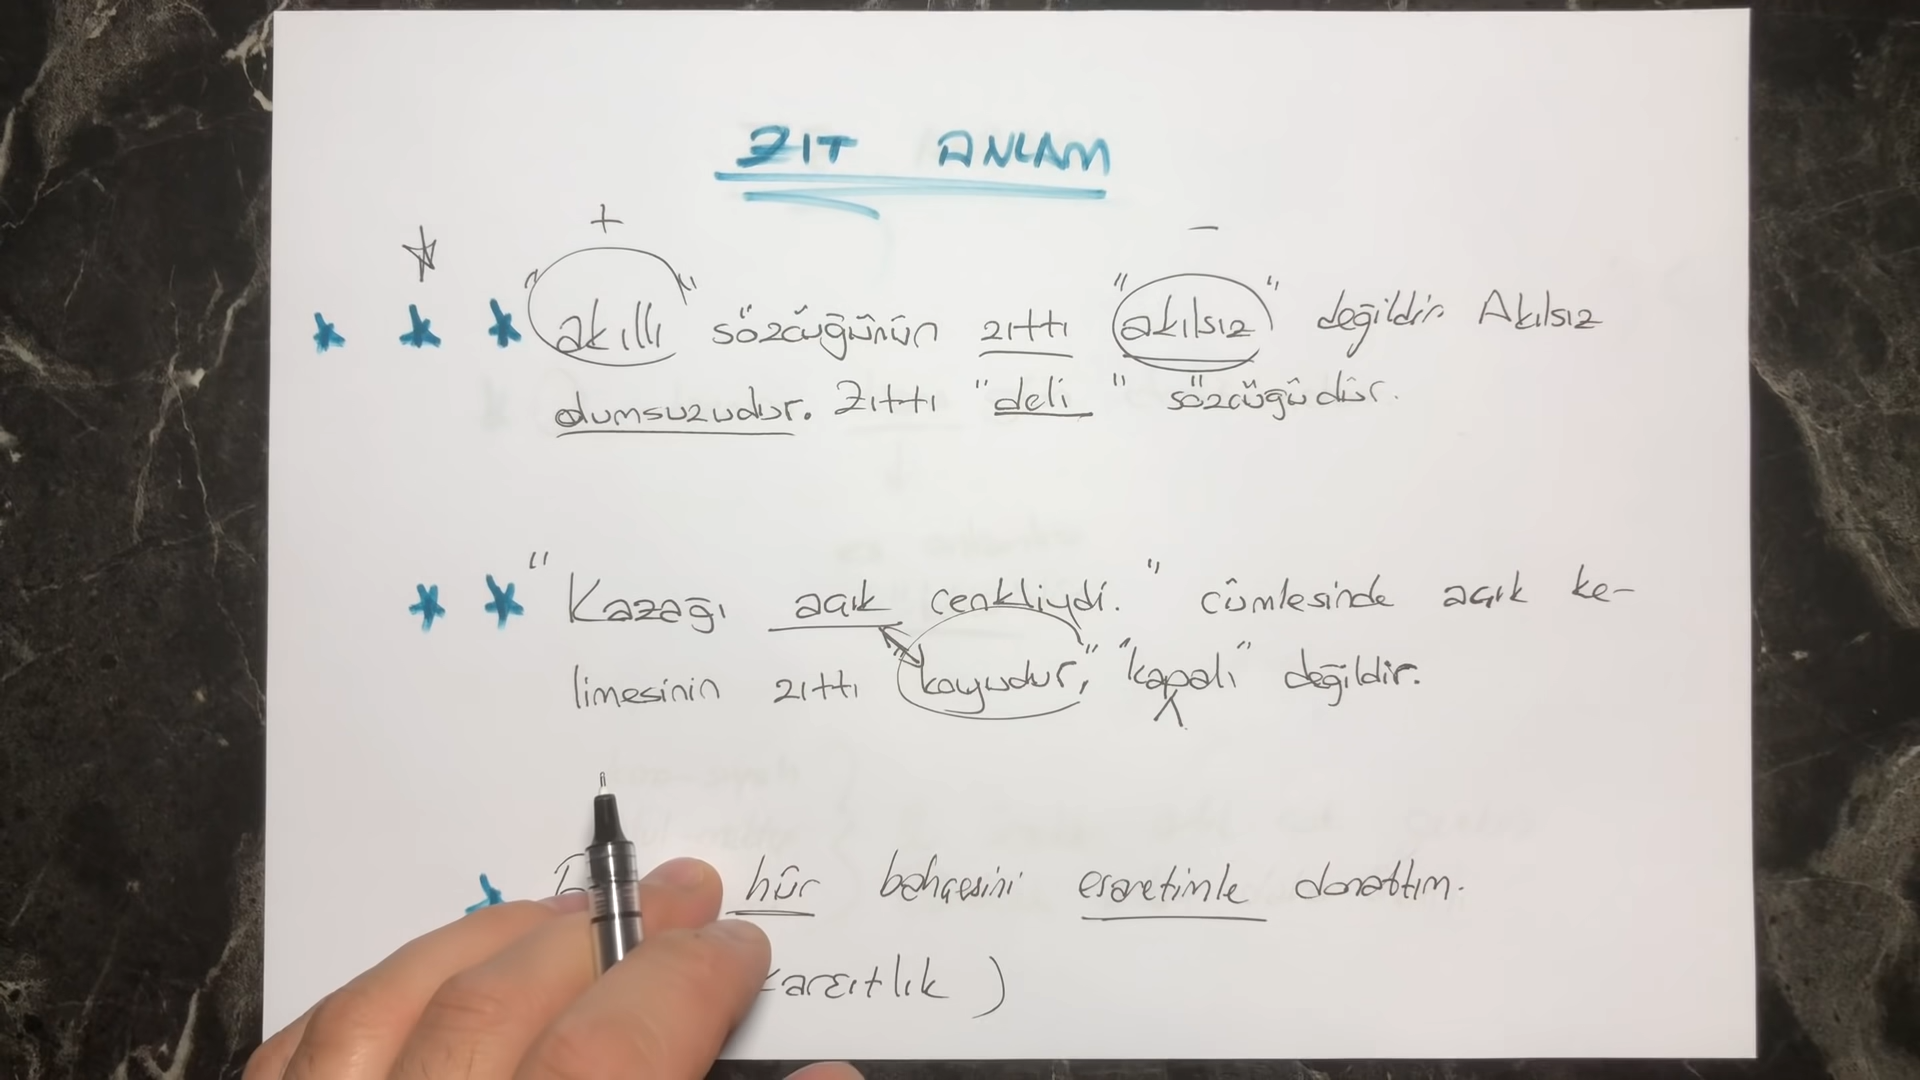 ZIT ANLAM
+ -
"akıllı" sözcüğünün zıttı "akılsız" değildir. Akılsız
olumsuzudur. Zıttı "deli" sözcüğüdür.
"Kazağı açık renkliydi." cümlesinde açık ke-
limesinin zıttı "koyudur," "kapalı" değildir.
hür bahçesini esaretimle donattım.
karşıtlık )